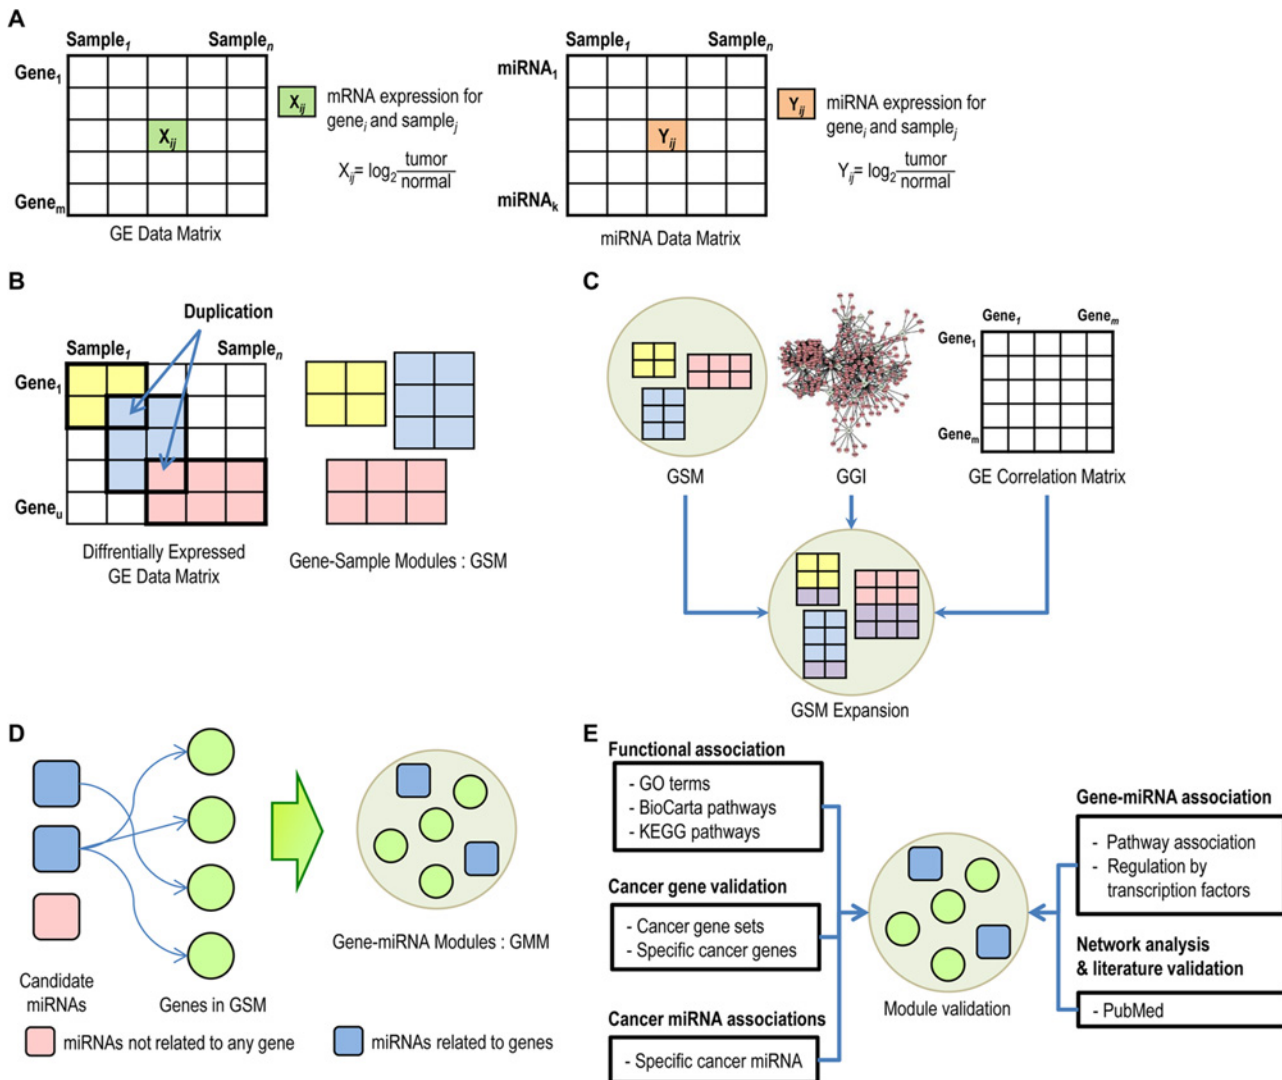 A
Sample1 Samplen
Gene1
Xij
Genem
GE Data Matrix
Xij mRNA expression for
genei and samplej
Xij= log2 tumor
normal
Sample1 Samplen
miRNA1
Yij
miRNAk
miRNA Data Matrix
Yij miRNA expression for
genei and samplej
Yij= log2 tumor
normal
B
Duplication
Sample1 Samplen
Gene1
Geneu
Diffrentially Expressed
GE Data Matrix
Gene-Sample Modules : GSM
C
GSM
GGI
Gene1 Genem
Gene1
Genem
GE Correlation Matrix
GSM Expansion
D
Candidate
miRNAs
Genes in GSM
Gene-miRNA Modules : GMM
miRNAs not related to any gene
miRNAs related to genes
E
Functional association
- GO terms
- BioCarta pathways
- KEGG pathways
Cancer gene validation
- Cancer gene sets
- Specific cancer genes
Cancer miRNA associations
- Specific cancer miRNA
Module validation
Gene-miRNA association
- Pathway association
- Regulation by
transcription factors
Network analysis
& literature validation
- PubMed